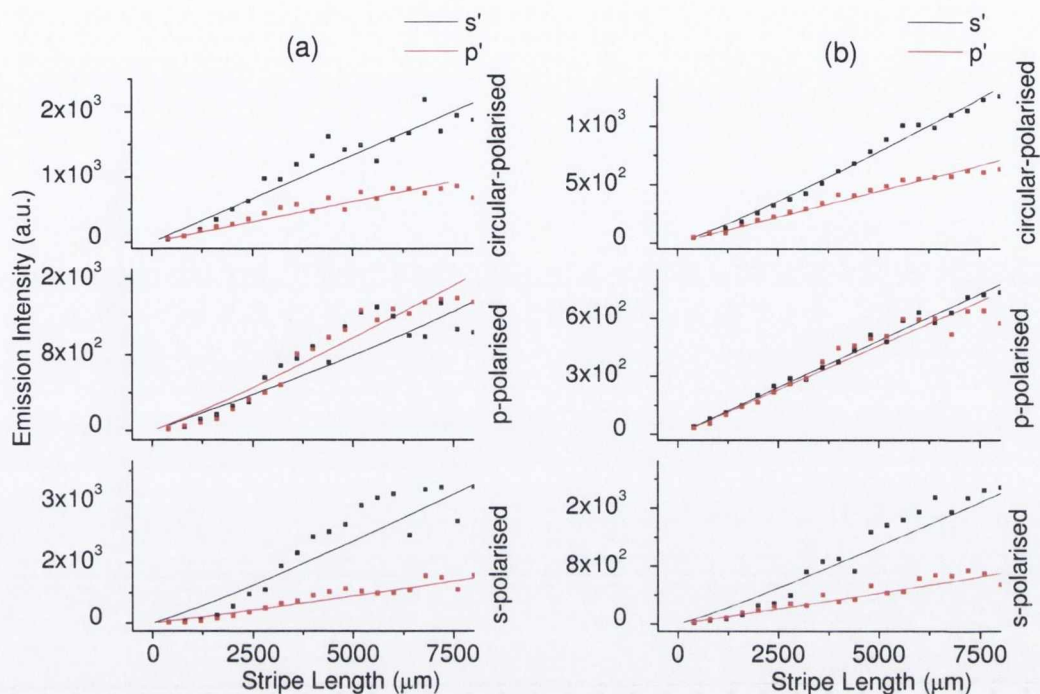 (a)
s'
p'
(b)
s'
p'
Emission Intensity (a.u.)
2x10³
1x10³
0
circular-polarised
2x10³
8x10²
0
p-polarised
3x10³
2x10³
0
s-polarised
0 2500 5000 7500
Stripe Length (μm)
1x10³
5x10²
0
circular-polarised
6x10²
3x10²
0
p-polarised
2x10³
8x10²
0
s-polarised
0 2500 5000 7500
Stripe Length (μm)